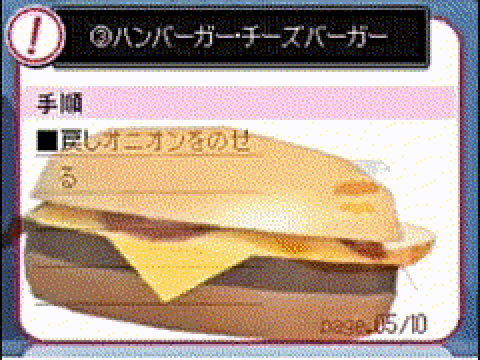 !
③ハンバーガー・チーズバーガー
手順
■戻しオニオンをのせ
る
page.05/10